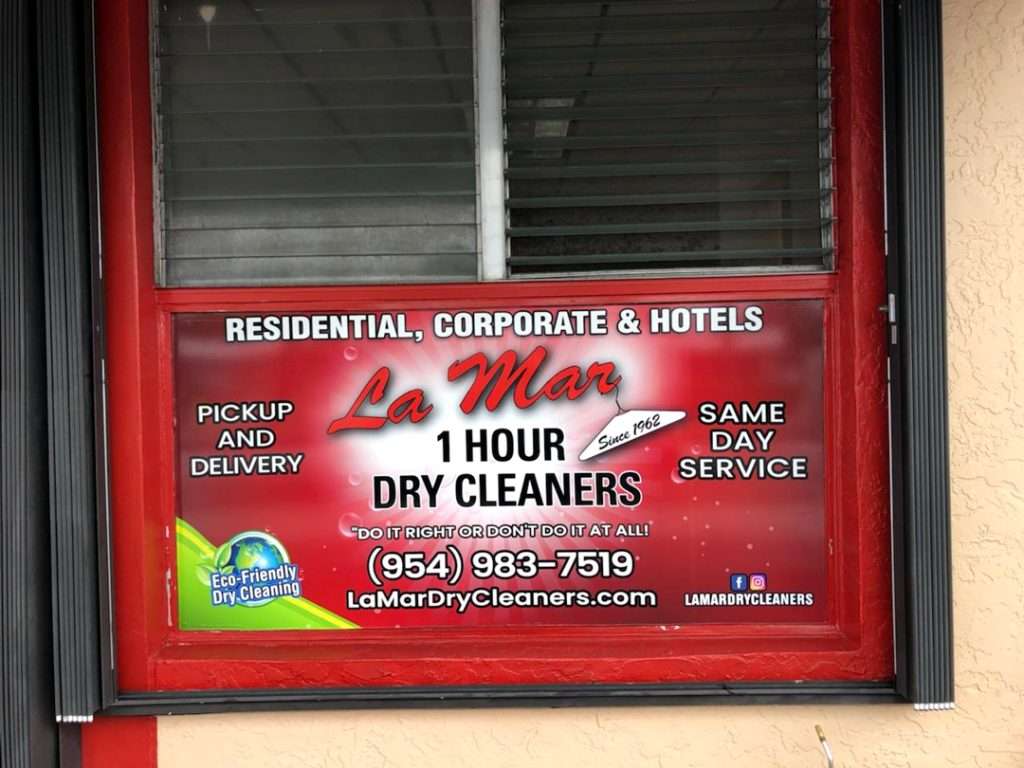 RESIDENTIAL, CORPORATE & HOTELS
La Mar
Since 1962
PICKUP
AND
DELIVERY
1 HOUR
DRY CLEANERS
SAME
DAY
SERVICE
"DO IT RIGHT OR DON'T DO IT AT ALL!
(954) 983-7519
LaMarDryCleaners.com
Eco-Friendly
Dry Cleaning
LAMARDRYCLEANERS